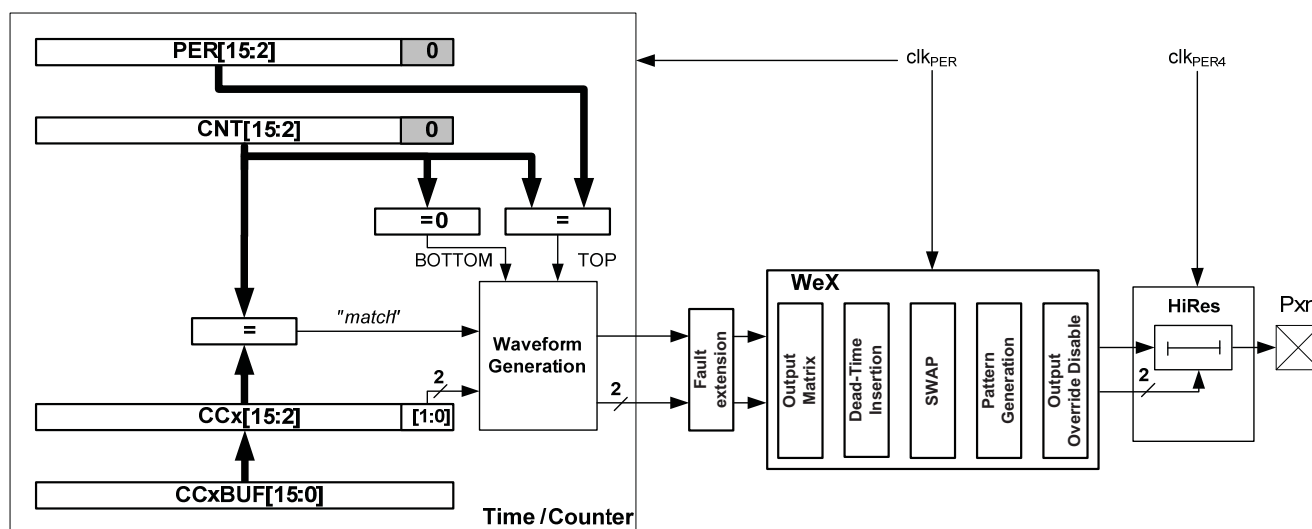 PER[15:2] 0
clkPER
clkPER4
CNT[15:2] 0
=0 =
BOTTOM TOP
WeX
HiRes
Pxn
= "match"
Waveform
Generation
Fault
extension
Output
Matrix
Dead-Time
Insertion
SWAP
Pattern
Generation
Output
Override Disable
2
2
2
CCx[15:2] [1:0]
CCxBUF[15:0]
Time/Counter